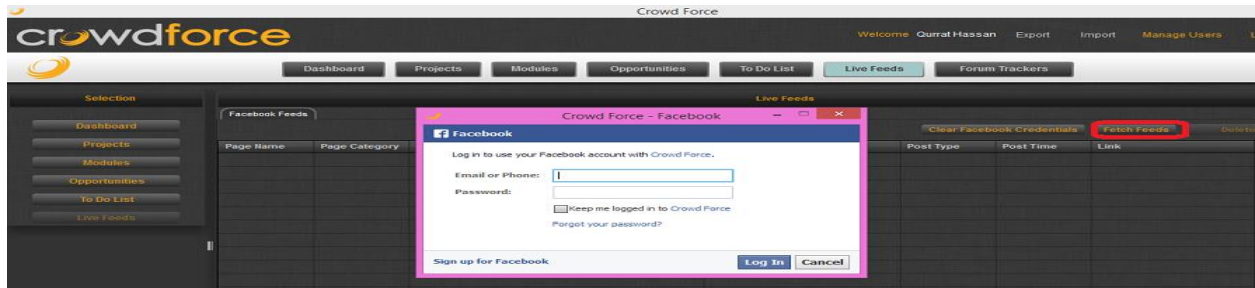 Crowd Force
crowdforce
Welcome Qurrat Hassan Export Import Manage Users
Dashboard Projects Modules Opportunities To Do List Live Feeds Forum Trackers
Selection
Live Feeds
Dashboard
Projects
Modules
Opportunities
To Do List
Live Feeds
Facebook Feeds
Clear Facebook Credentials Fetch Feeds
Page Name Page Category Post Type Post Time Link
Crowd Force - Facebook
Facebook
Log in to use your Facebook account with Crowd Force.
Email or Phone:
Password:
Keep me logged in to Crowd Force
Forgot your password?
Sign up for Facebook Log In Cancel